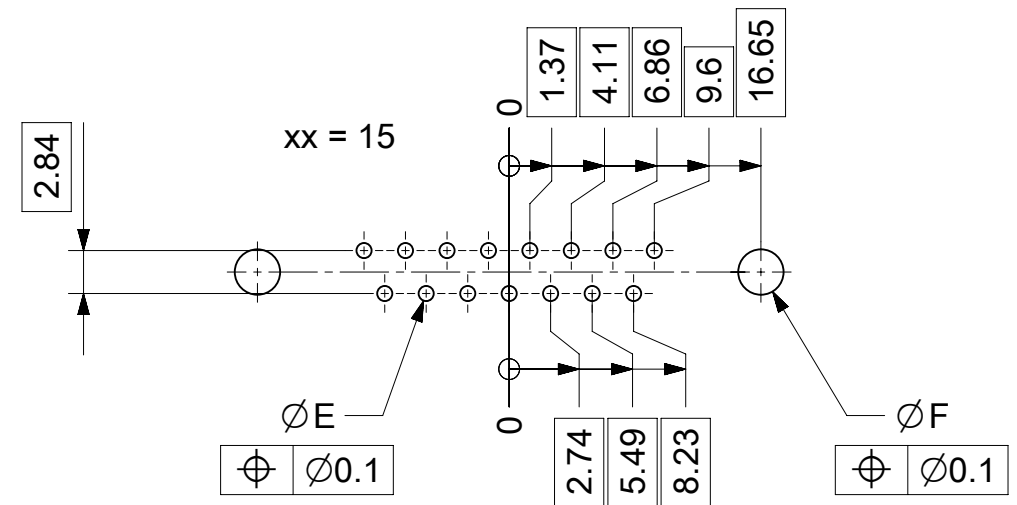 1.37
4.11
6.86
9.6
16.65
0
xx = 15
2.84
ØE
⌖ Ø0.1
0
2.74
5.49
8.23
ØF
⌖ Ø0.1